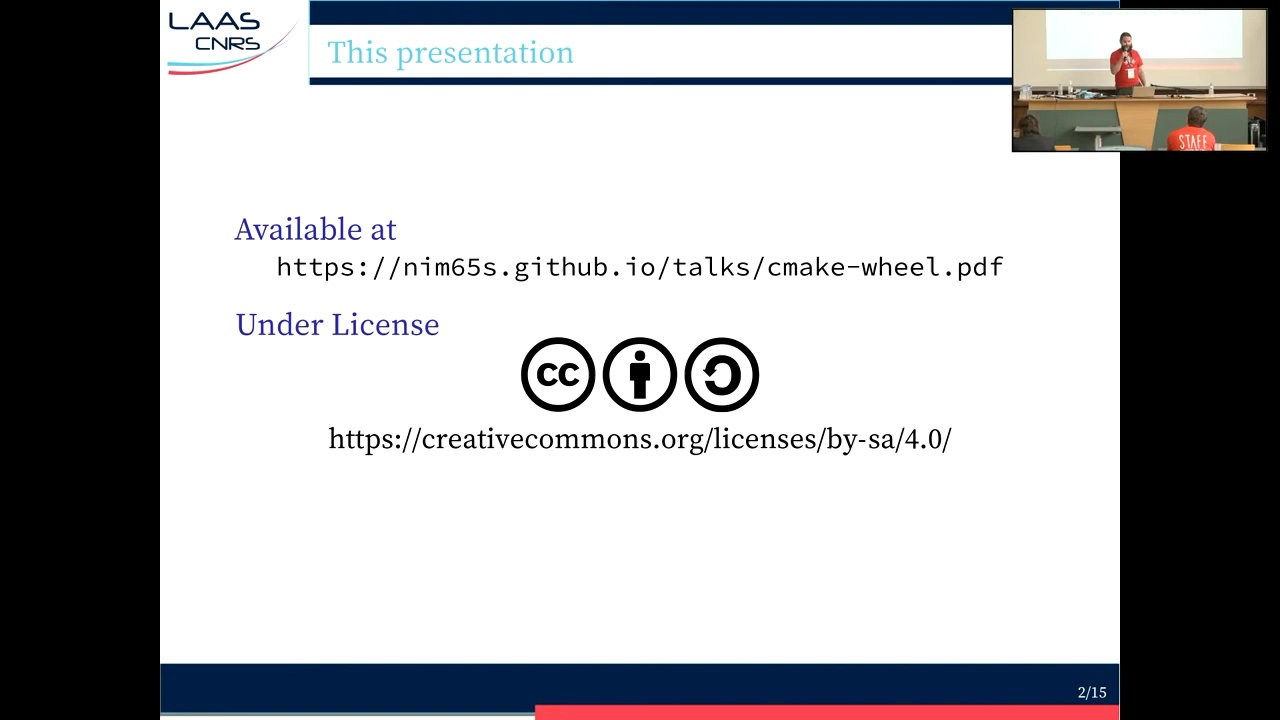 LAAS
CNRS
This presentation
STAFF
Available at
https://nim65s.github.io/talks/cmake-wheel.pdf
Under License
cc
https://creativecommons.org/licenses/by-sa/4.0/
2/15